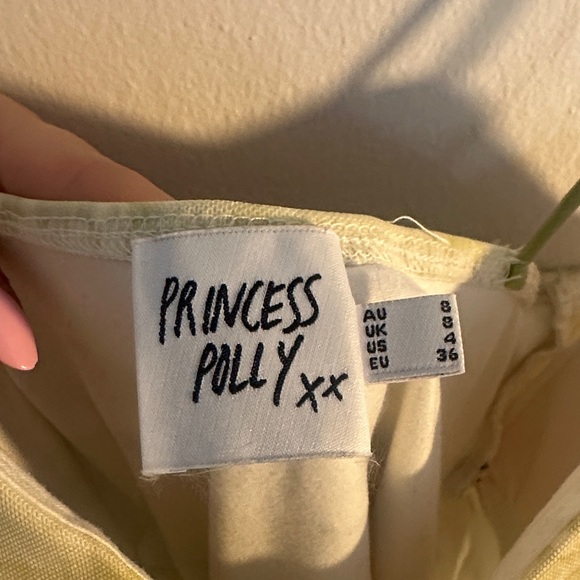 PRINCESS
POLLY xx
AU 8
UK 8
US 4
EU 36